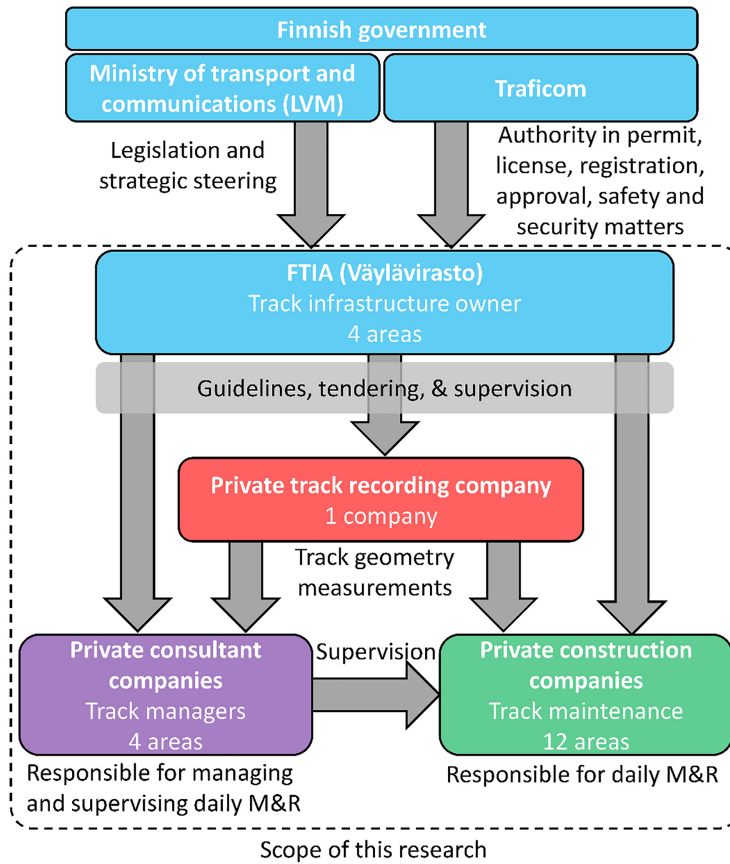 Finnish government
Ministry of transport and
communications (LVM)
Traficom
Legislation and
strategic steering
Authority in permit,
license, registration,
approval, safety and
security matters
FTIA (Väylävirasto)
Track infrastructure owner
4 areas
Guidelines, tendering, & supervision
Private track recording company
1 company
Track geometry
measurements
Private consultant
companies
Track managers
4 areas
Supervision
Private construction
companies
Track maintenance
12 areas
Responsible for managing
and supervising daily M&R
Responsible for daily M&R
Scope of this research